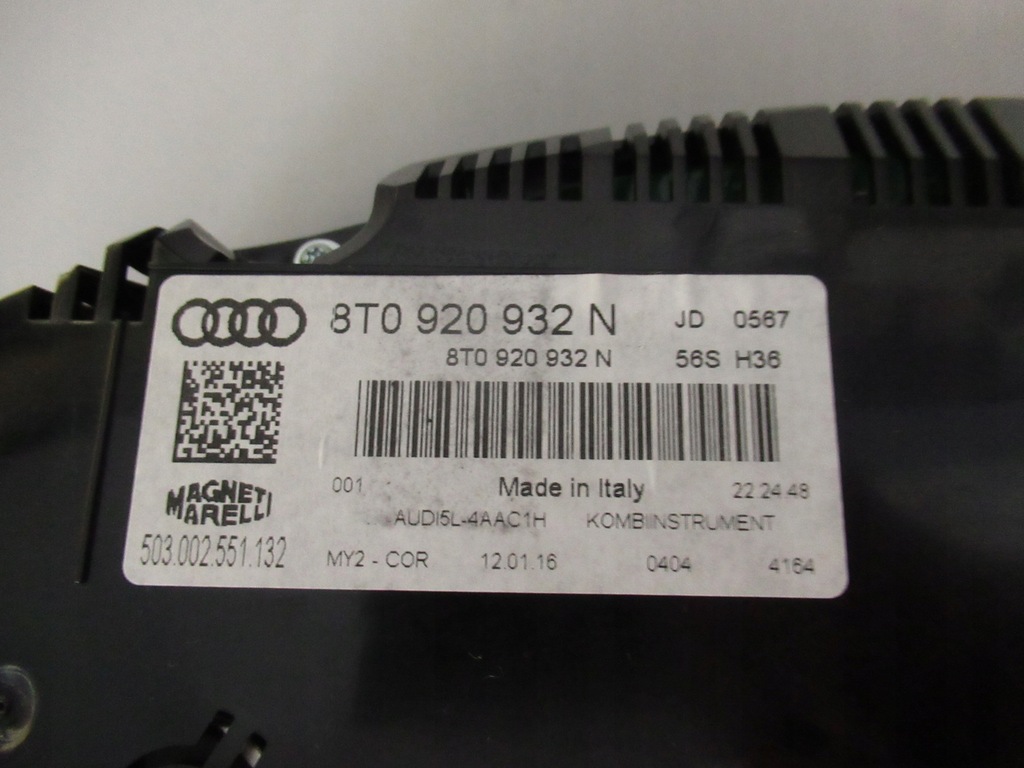 8T0 920 932 N JD 0567
8T0 920 932 N 56S H36
001 Made in Italy 22.24.48
MAGNETI
MARELLI
AUDI5L-4AAC1H KOMBIINSTRUMENT
503.002.551.132 MY2 - COR 12.01.16 0404 4164